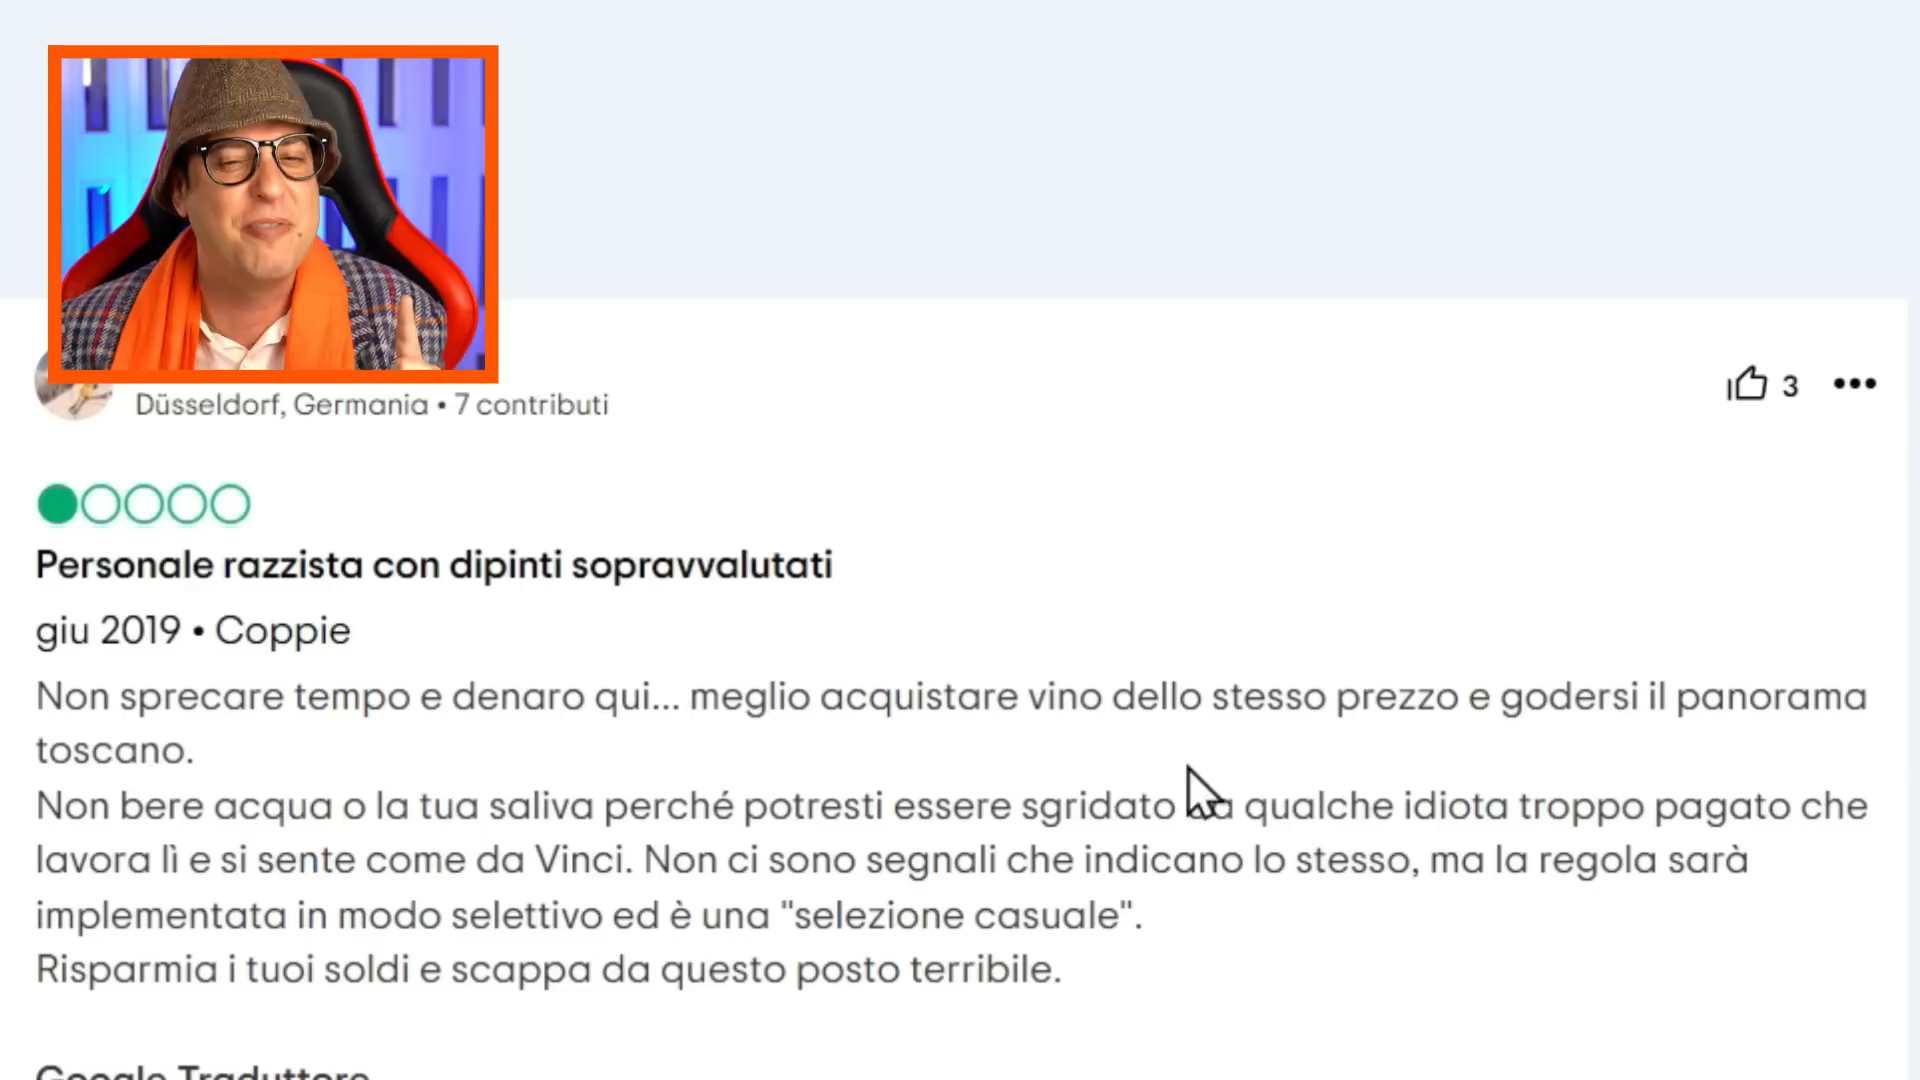 Düsseldorf, Germania • 7 contributi
3
Personale razzista con dipinti sopravvalutati
giu 2019 • Coppie
Non sprecare tempo e denaro qui... meglio acquistare vino dello stesso prezzo e godersi il panorama
toscano.
Non bere acqua o la tua saliva perché potresti essere sgridato da qualche idiota troppo pagato che
lavora lì e si sente come da Vinci. Non ci sono segnali che indicano lo stesso, ma la regola sarà
implementata in modo selettivo ed è una "selezione casuale".
Risparmia i tuoi soldi e scappa da questo posto terribile.
Google Traduttore